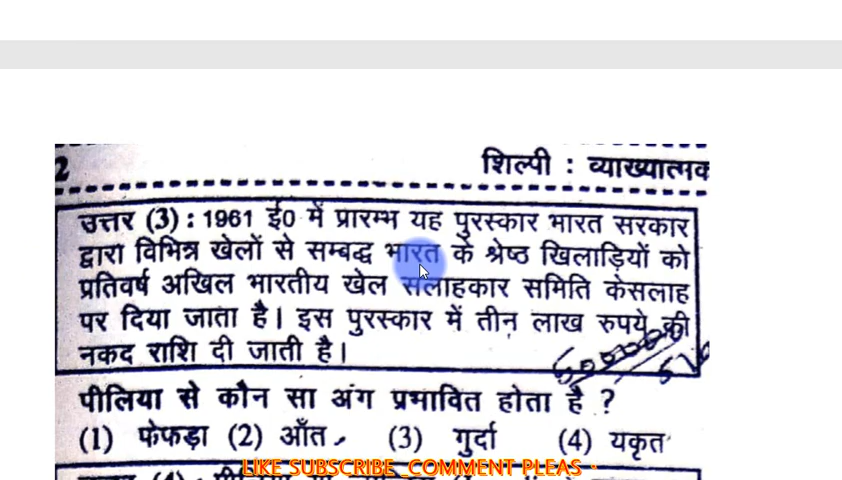 2
शिल्पी : व्याख्यात्मक
उत्तर (3) : 1961 ई0 में प्रारम्भ यह पुरस्कार भारत सरकार
द्वारा विभिन्न खेलों से सम्बद्ध भारत के श्रेष्ठ खिलाड़ियों को
प्रतिवर्ष अखिल भारतीय खेल सलाहकार समिति केसलाह
पर दिया जाता है। इस पुरस्कार में तीन लाख रुपये की
नकद राशि दी जाती है।
पीलिया से कौन सा अंग प्रभावित होता है ?
(1) फेफड़ा (2) आँत (3) गुर्दा (4) यकृत
LIKE SUBSCRIBE COMMENT PLEAS